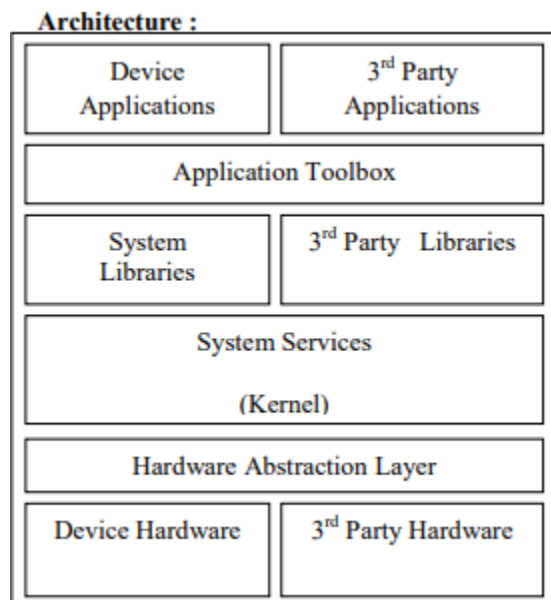 Architecture :
Device
Applications
3rd Party
Applications
Application Toolbox
System
Libraries
3rd Party Libraries
System Services
(Kernel)
Hardware Abstraction Layer
Device Hardware
3rd Party Hardware